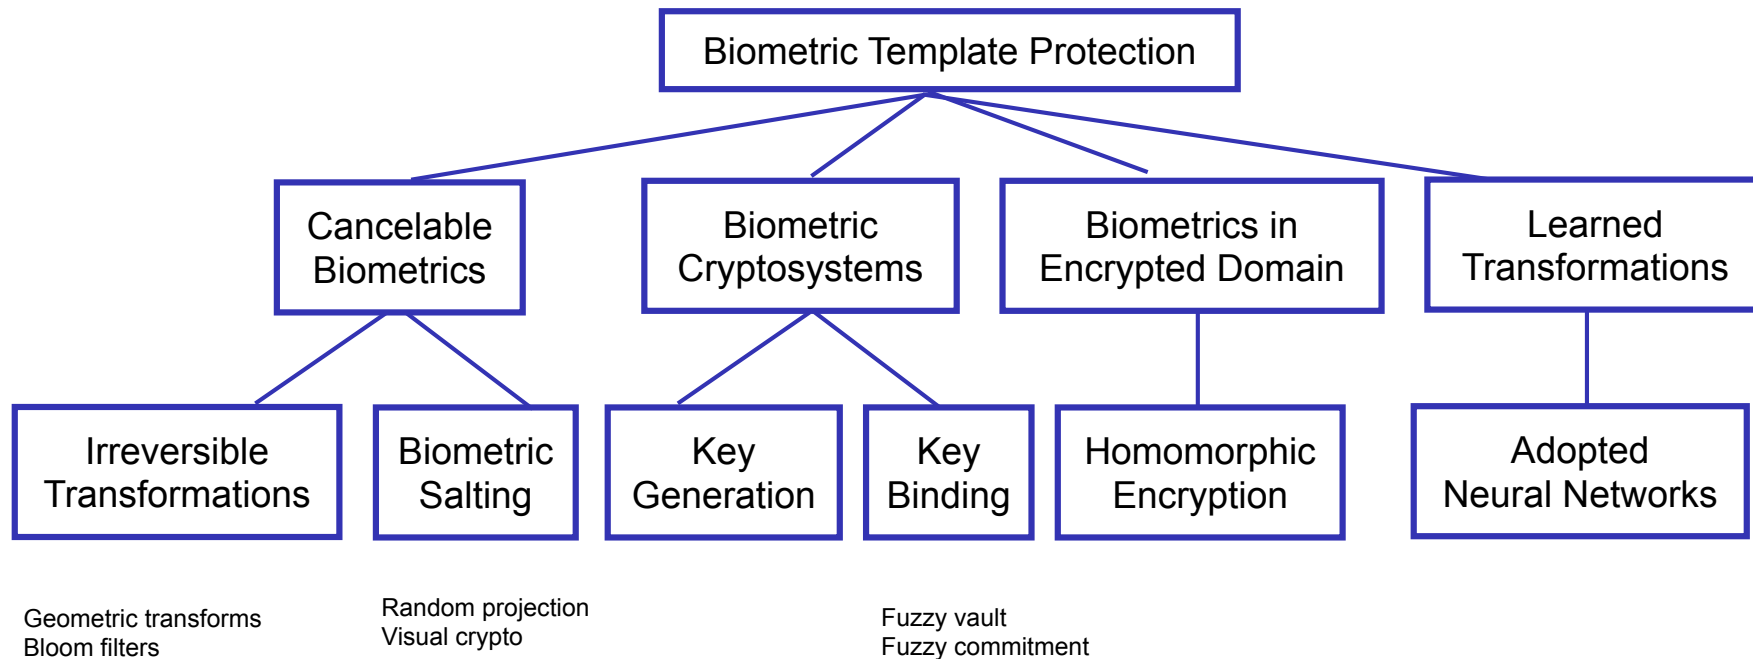 Biometric Template Protection
Cancelable
Biometrics
Biometric
Cryptosystems
Biometrics in
Encrypted Domain
Learned
Transformations
Irreversible
Transformations
Biometric
Salting
Key
Generation
Key
Binding
Homomorphic
Encryption
Adopted
Neural Networks
Geometric transforms
Bloom filters
Random projection
Visual crypto
Fuzzy vault
Fuzzy commitment